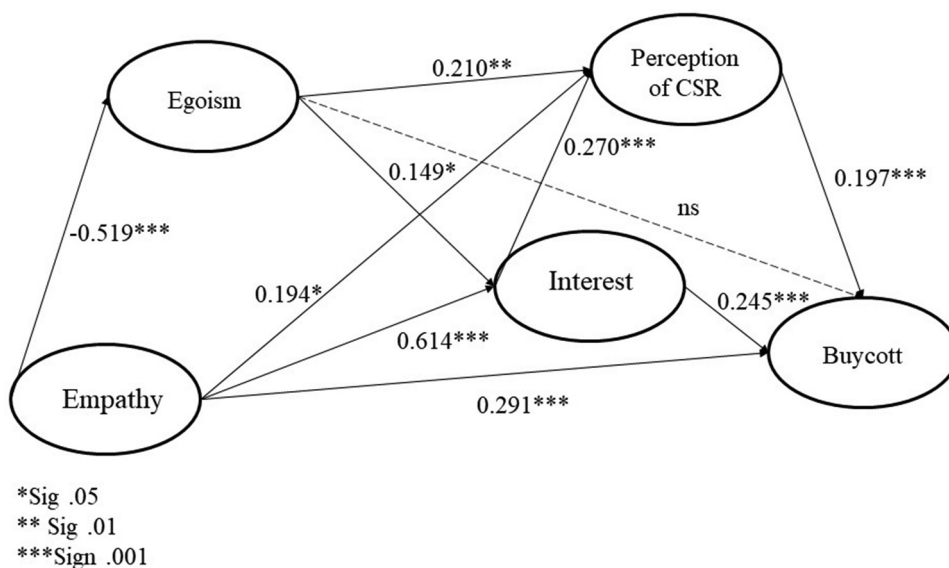 Egoism
0.210**
Perception
of CSR
0.149*
0.270***
-0.519***
ns
0.197***
0.194*
Interest
0.245***
0.614***
Empathy
Buycott
0.291***
*Sig .05
** Sig .01
***Sign .001